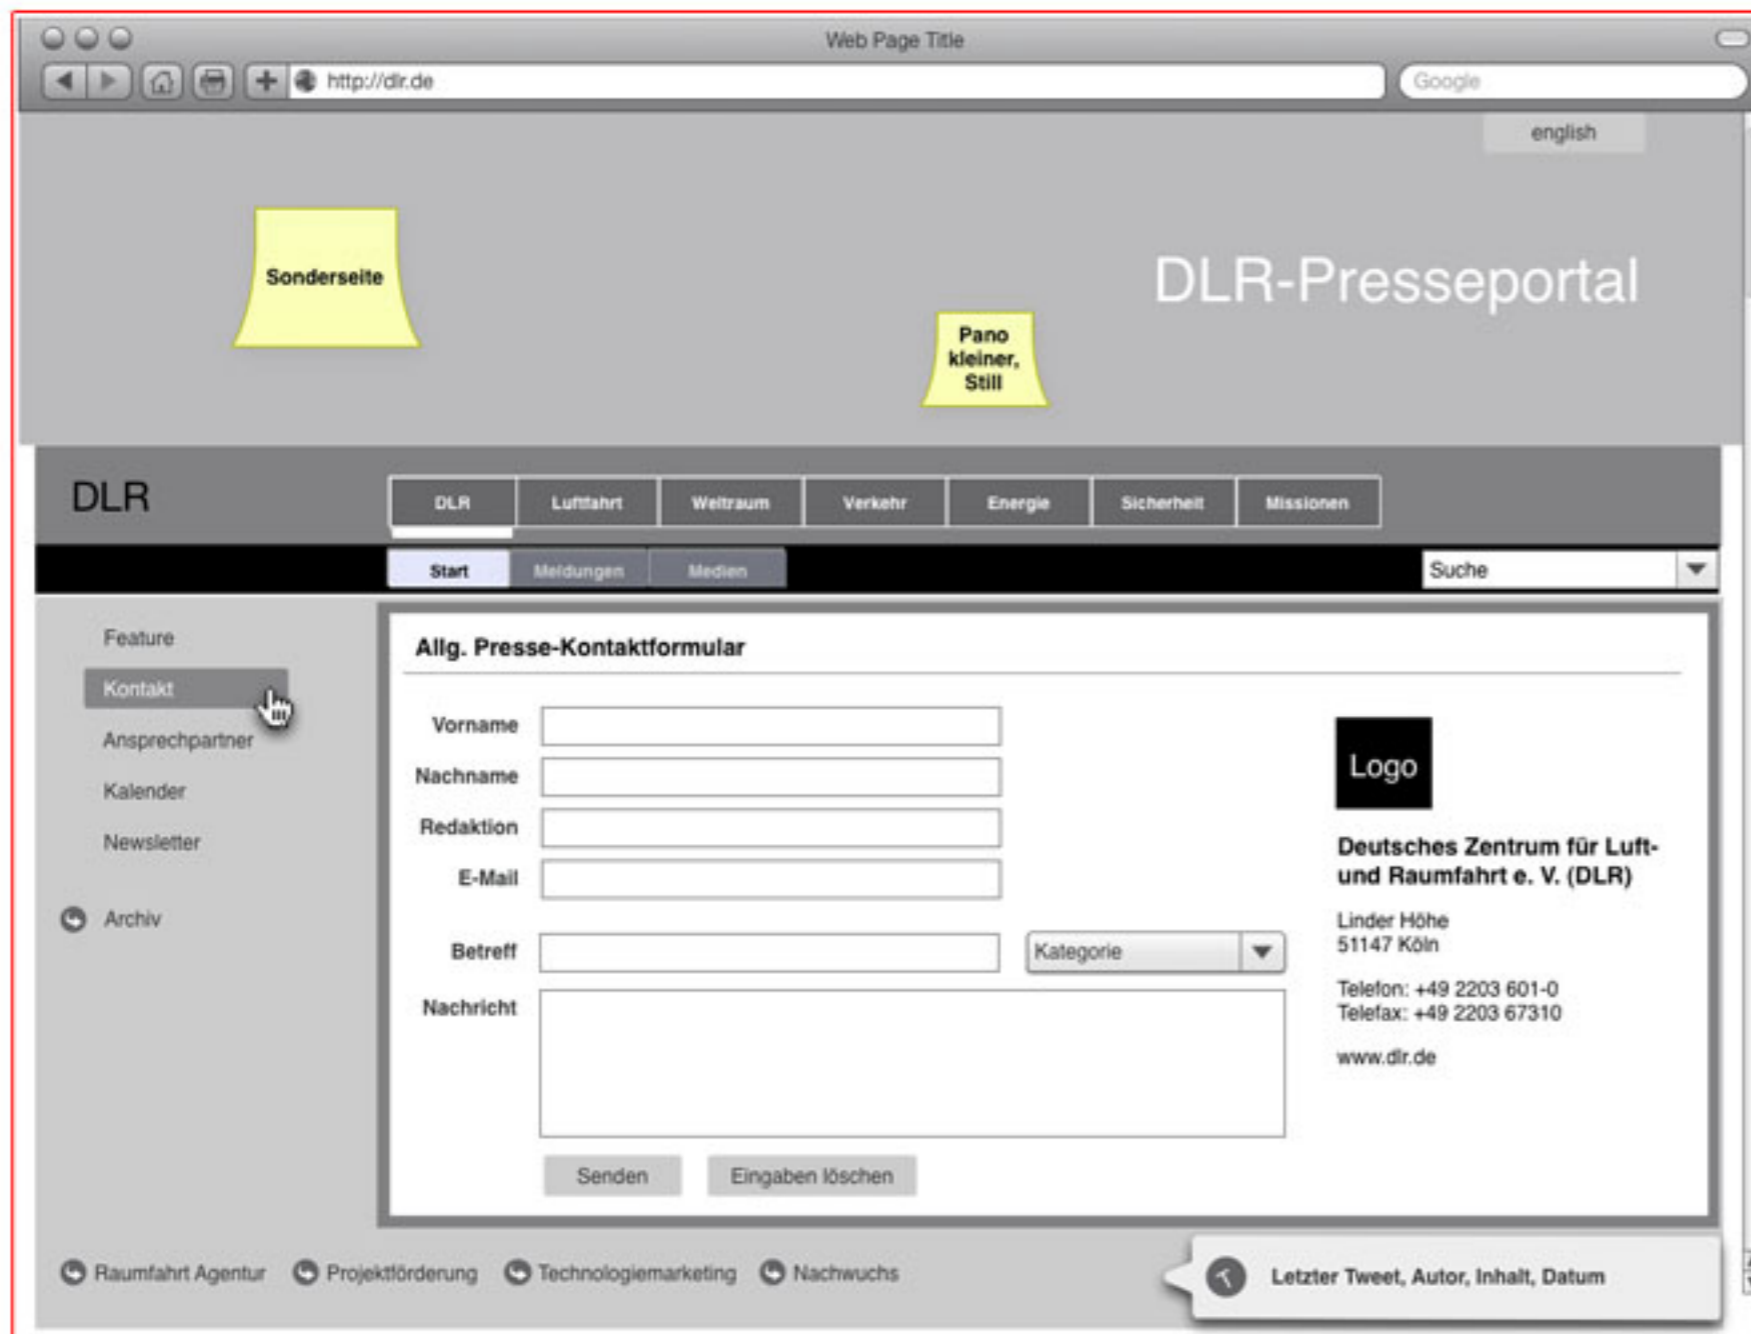 Web Page Title
http://dlr.de
Google
english
Sonderseite
DLR-Presseportal
Pano
kleiner,
Still
DLR
DLR
Luftfahrt
Weltraum
Verkehr
Energie
Sicherheit
Missionen
Start
Meldungen
Medien
Suche
Feature
Kontakt
Ansprechpartner
Kalender
Newsletter
Archiv
Allg. Presse-Kontaktformular
Vorname
Nachname
Redaktion
E-Mail
Betreff
Kategorie
Nachricht
Senden
Eingaben löschen
Logo
Deutsches Zentrum für Luft-
und Raumfahrt e. V. (DLR)
Linder Höhe
51147 Köln
Telefon: +49 2203 601-0
Telefax: +49 2203 67310
www.dlr.de
Raumfahrt Agentur
Projektförderung
Technologiemarketing
Nachwuchs
T
Letzter Tweet, Autor, Inhalt, Datum